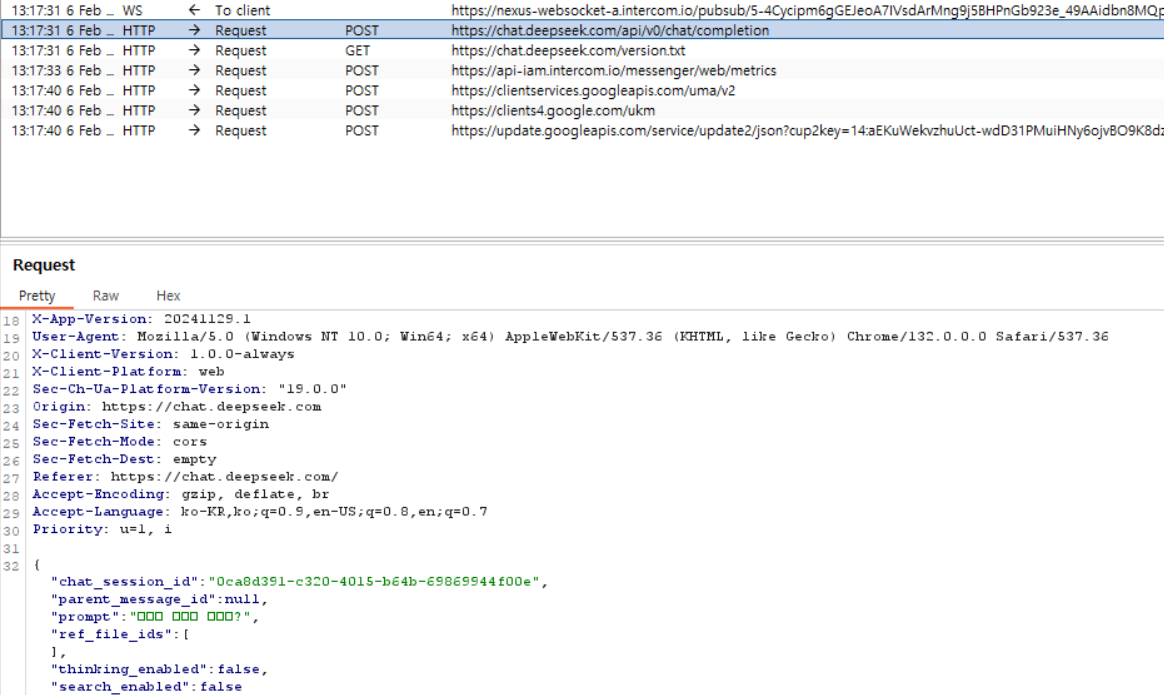 13:17:31 6 Feb ... WS ← To client https://nexus-websocket-a.intercom.io/pubsub/5-4Cycipm6gGEJeoA7IVsdArMng9j5BHPnGb923e_49AAidbn8MQp
13:17:31 6 Feb ... HTTP → Request POST https://chat.deepseek.com/api/v0/chat/completion
13:17:31 6 Feb ... HTTP → Request GET https://chat.deepseek.com/version.txt
13:17:33 6 Feb ... HTTP → Request POST https://api-iam.intercom.io/messenger/web/metrics
13:17:40 6 Feb ... HTTP → Request POST https://clientservices.googleapis.com/uma/v2
13:17:40 6 Feb ... HTTP → Request POST https://clients4.google.com/ukm
13:17:40 6 Feb ... HTTP → Request POST https://update.googleapis.com/service/update2/json?cup2key=14:aEKuWekvzhuUct-wdD31PMuiHNy6ojvBO9K8dz
Request
Pretty Raw Hex
18 X-App-Version: 20241129.1
19 User-Agent: Mozilla/5.0 (Windows NT 10.0; Win64; x64) AppleWebKit/537.36 (KHTML, like Gecko) Chrome/132.0.0.0 Safari/537.36
20 X-Client-Version: 1.0.0-always
21 X-Client-Platform: web
22 Sec-Ch-Ua-Platform-Version: "19.0.0"
23 Origin: https://chat.deepseek.com
24 Sec-Fetch-Site: same-origin
25 Sec-Fetch-Mode: cors
26 Sec-Fetch-Dest: empty
27 Referer: https://chat.deepseek.com/
28 Accept-Encoding: gzip, deflate, br
29 Accept-Language: ko-KR,ko;q=0.9,en-US;q=0.8,en;q=0.7
30 Priority: u=1, i
31
32 {
"chat_session_id":"0ca8d391-c320-4015-b64b-69869944f00e",
"parent_message_id":null,
"prompt":"□□□ □□□ □□□?",
"ref_file_ids":[
],
"thinking_enabled":false,
"search_enabled":false